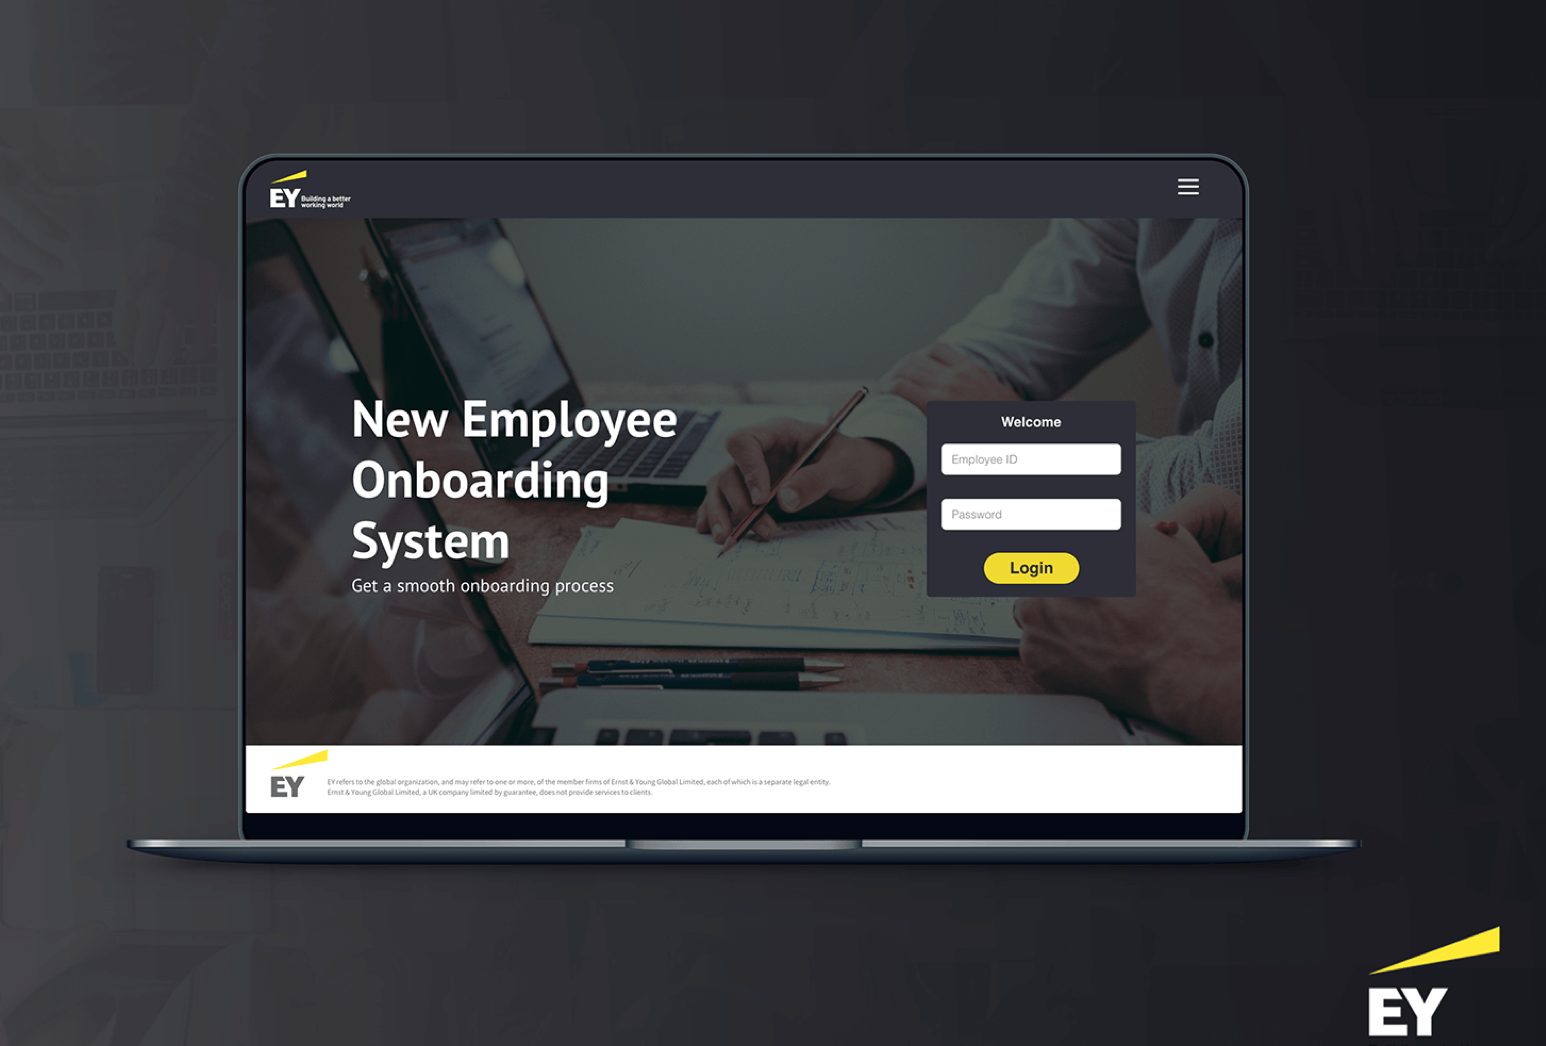 EY Building a better
working world
New Employee
Onboarding
System
Get a smooth onboarding process
Welcome
Employee ID
Password
Login
EY
EY refers to the global organization, and may refer to one or more, of the member firms of Ernst & Young Global Limited, each of which is a separate legal entity.
Ernst & Young Global Limited, a UK company limited by guarantee, does not provide services to clients.
EY